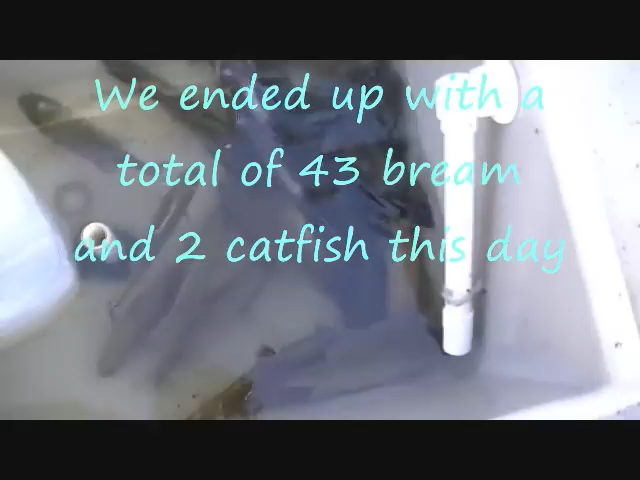 We ended up with a
total of 43 bream
and 2 catfish this day